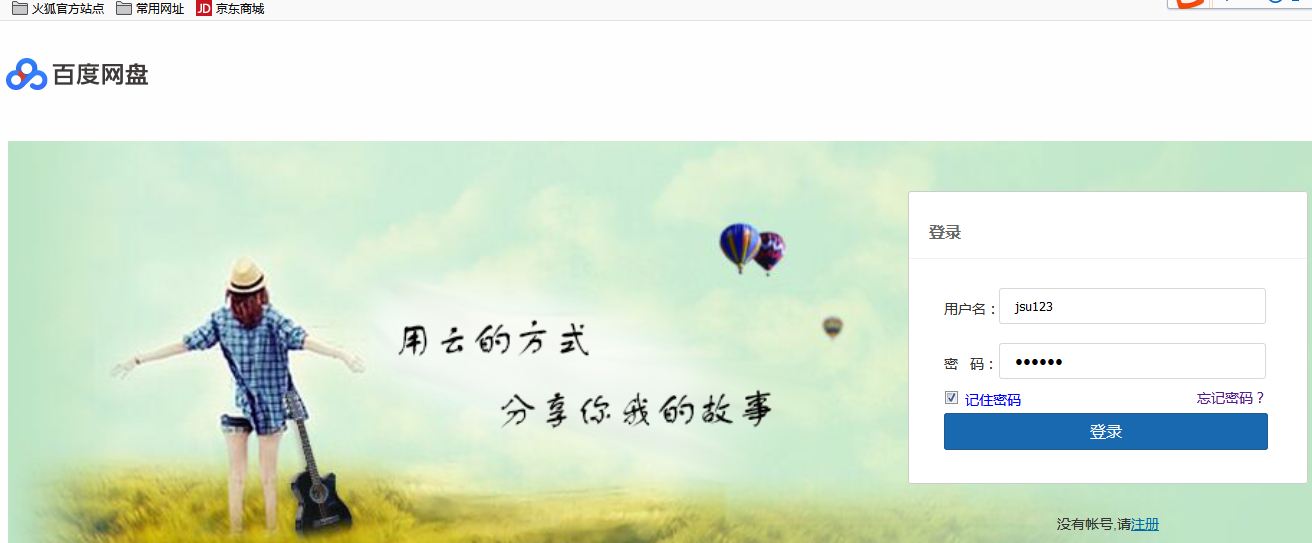 火狐官方站点 常用网址 JD 京东商城
百度网盘
登录
用户名： jsu123
用云的方式
密 码： ••••••
分享你我的故事
记住密码 忘记密码？
登录
没有帐号,请注册